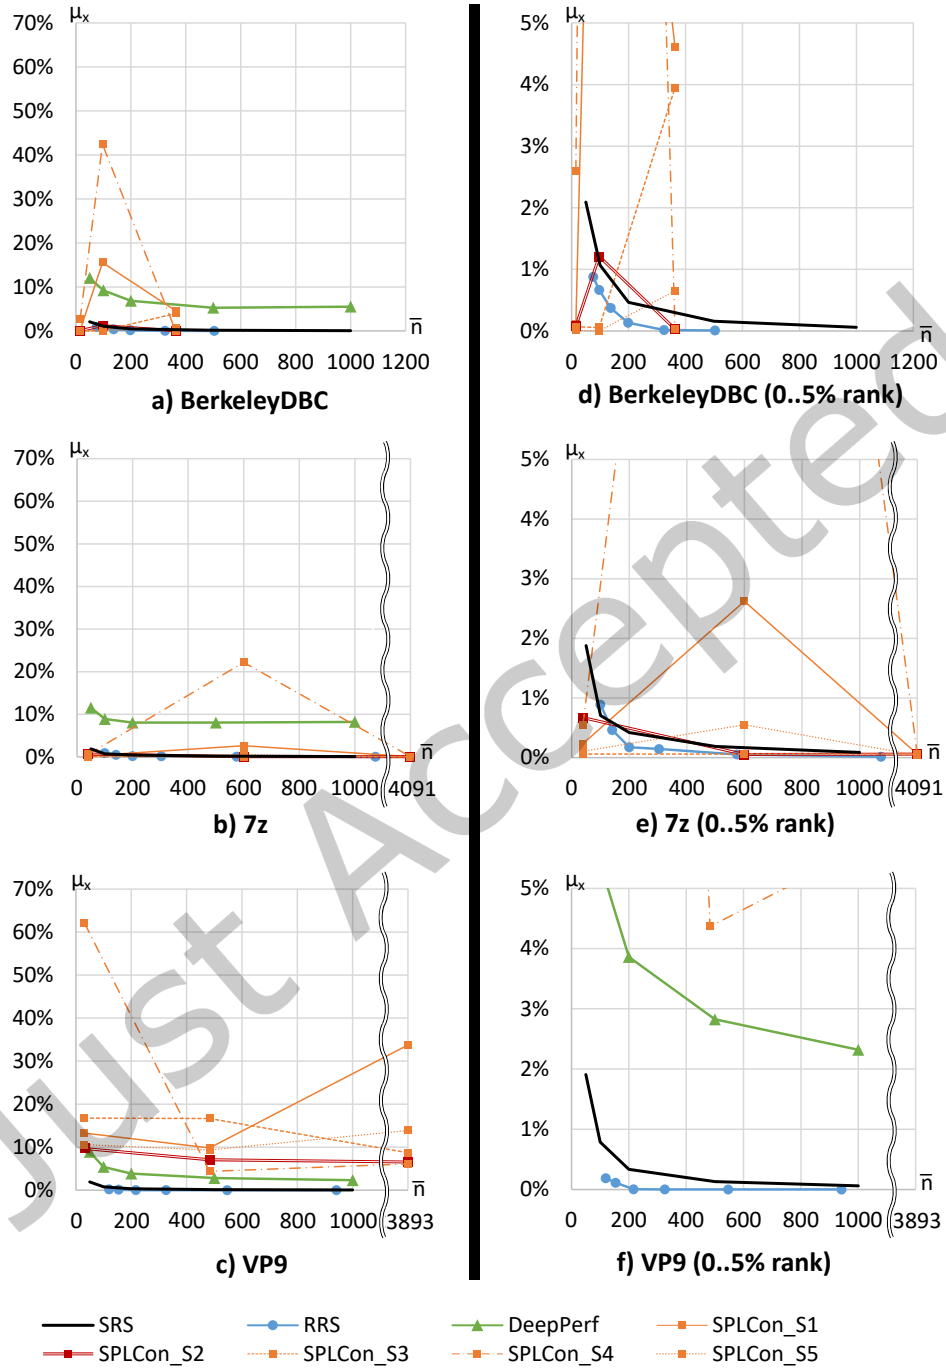 μx
70%
60%
50%
40%
30%
20%
10%
0%
n̅
0 200 400 600 800 1000 1200
a) BerkeleyDBC
μx
5%
4%
3%
2%
1%
0%
n̅
0 200 400 600 800 1000 1200
d) BerkeleyDBC (0..5% rank)
μx
70%
60%
50%
40%
30%
20%
10%
0%
n̅
0 200 400 600 800 1000 4091
b) 7z
μx
5%
4%
3%
2%
1%
0%
n̅
0 200 400 600 800 1000 4091
e) 7z (0..5% rank)
μx
70%
60%
50%
40%
30%
20%
10%
0%
n̅
0 200 400 600 800 1000 3893
c) VP9
μx
5%
4%
3%
2%
1%
0%
n̅
0 200 400 600 800 1000 3893
f) VP9 (0..5% rank)
SRS RRS DeepPerf SPLCon_S1
SPLCon_S2 SPLCon_S3 SPLCon_S4 SPLCon_S5
Just Accepted